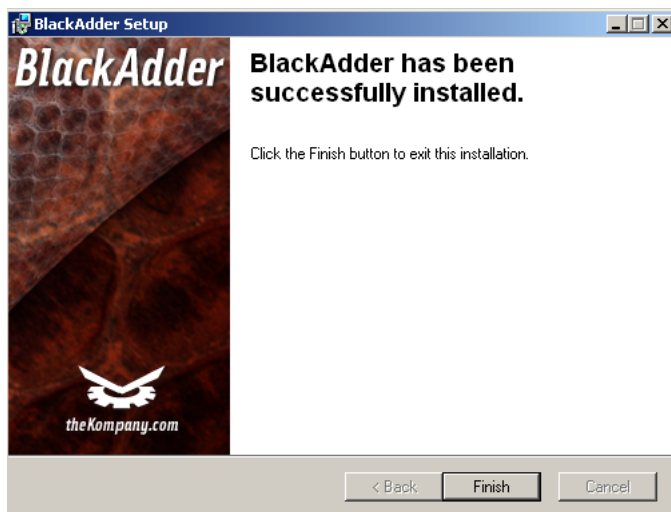 BlackAdder Setup
BlackAdder
BlackAdder has been
successfully installed.
Click the Finish button to exit this installation.
theKompany.com
< Back
Finish
Cancel